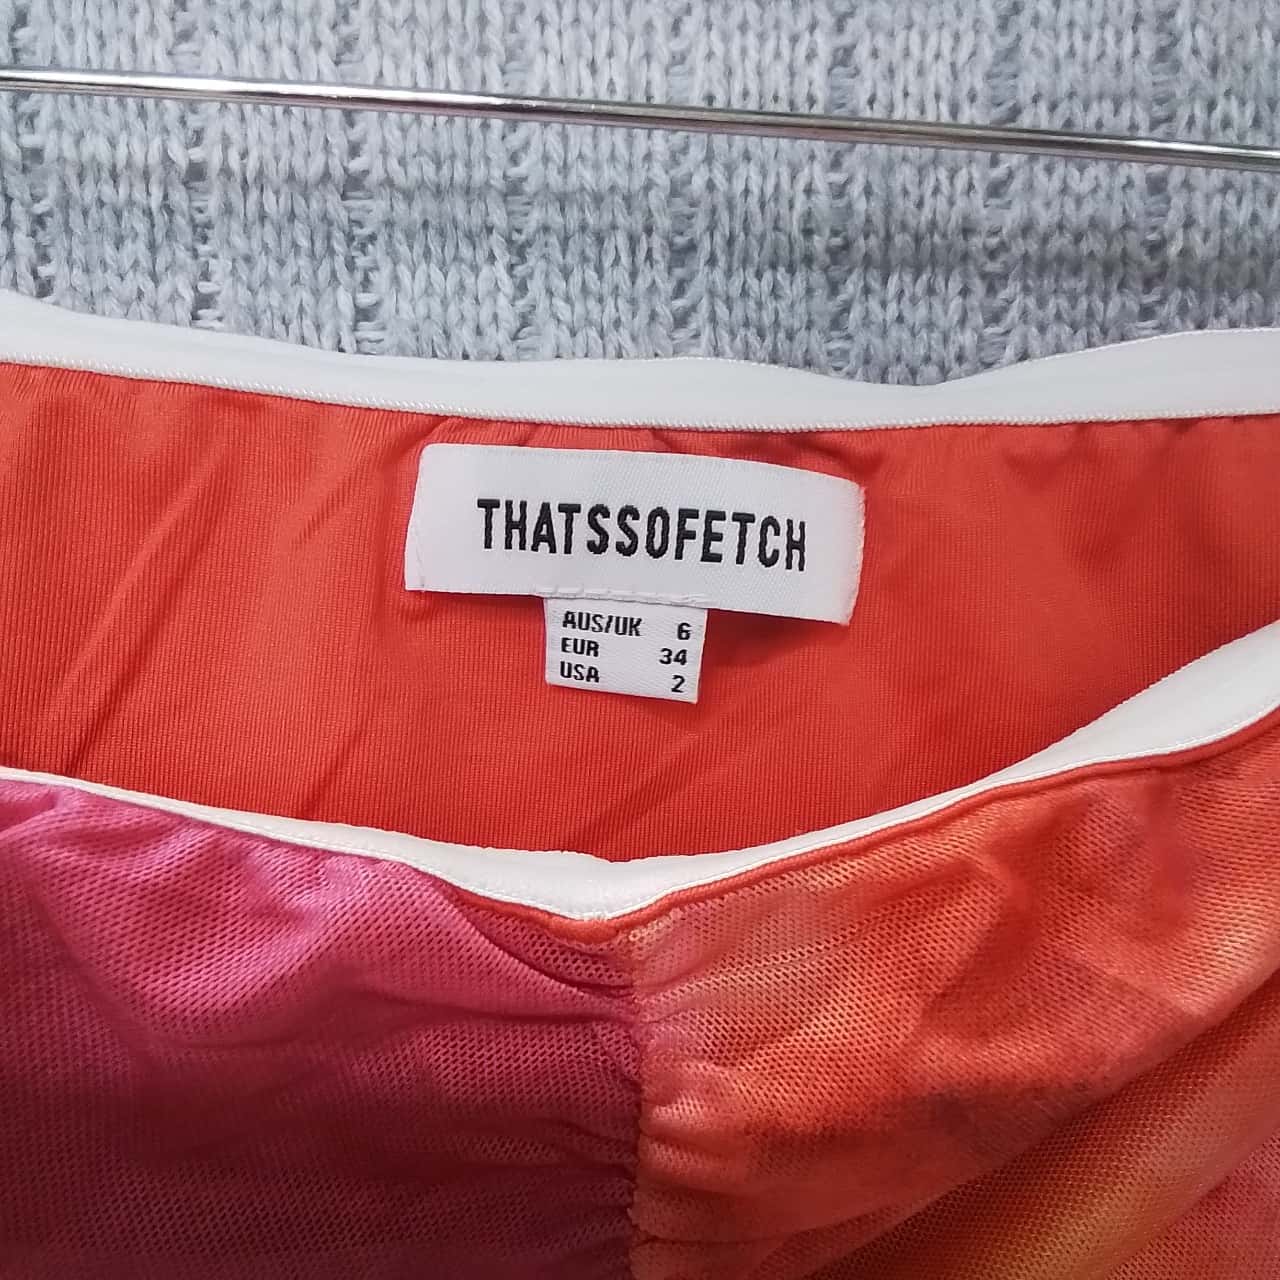 THATSSOFETCH
AUS/UK 6
EUR 34
USA 2